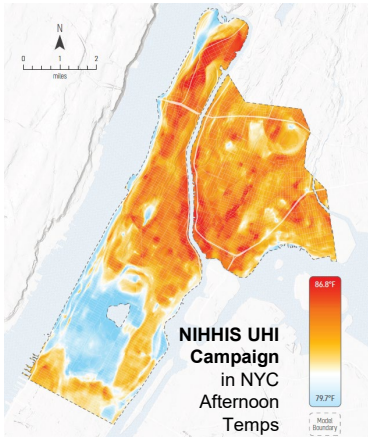 N
0 1 2
miles
86.8°F
NIHHIS UHI
Campaign
in NYC
Afternoon
Temps
79.7°F
Model
Boundary